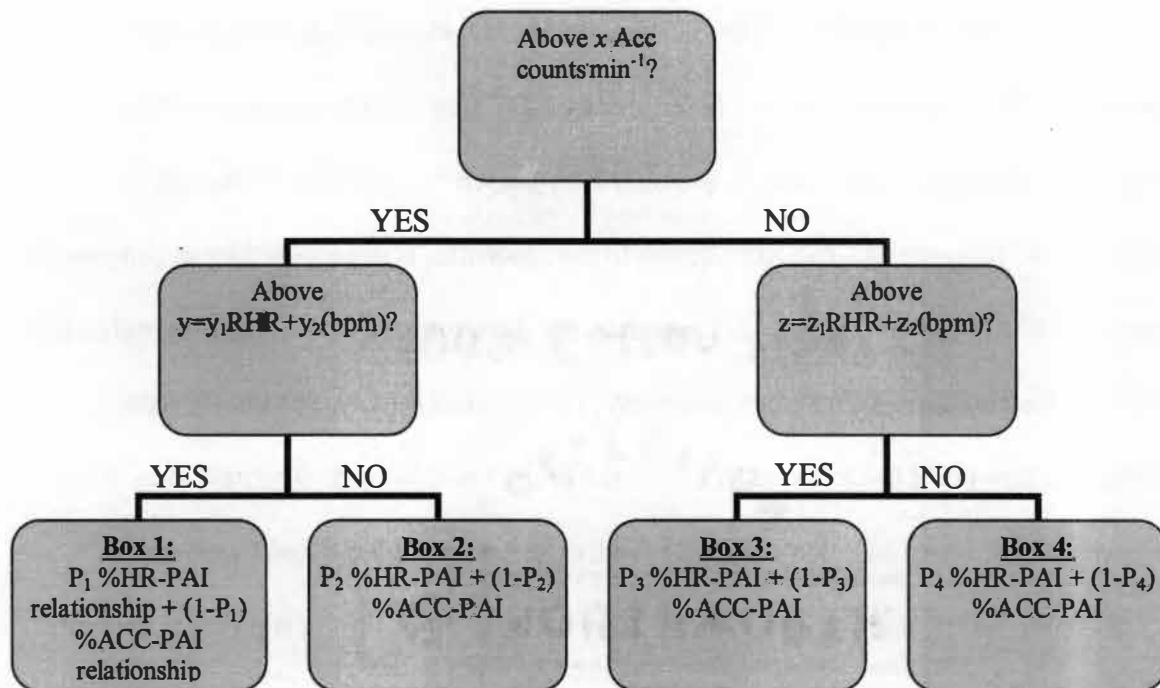 Above x Acc
counts·min⁻¹?
YES
NO
Above
y=y₁RHR+y₂(bpm)?
Above
z=z₁RHR+z₂(bpm)?
YES
NO
YES
NO
Box 1:
P₁ %HR-PAI
relationship + (1-P₁)
%ACC-PAI
relationship
Box 2:
P₂ %HR-PAI + (1-P₂)
%ACC-PAI
Box 3:
P₃ %HR-PAI + (1-P₃)
%ACC-PAI
Box 4:
P₄ %HR-PAI + (1-P₄)
%ACC-PAI